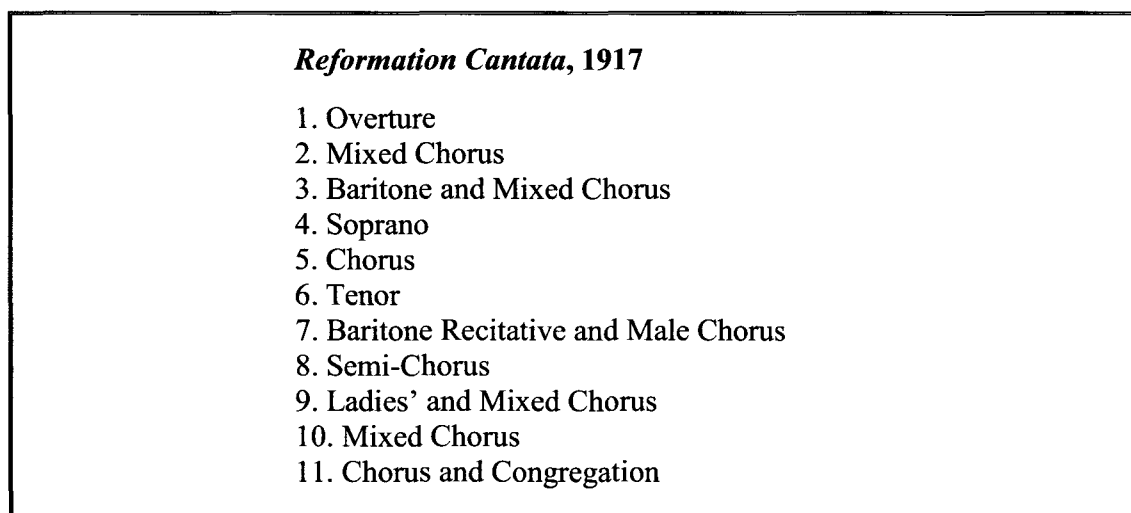 Reformation Cantata, 1917
1. Overture
2. Mixed Chorus
3. Baritone and Mixed Chorus
4. Soprano
5. Chorus
6. Tenor
7. Baritone Recitative and Male Chorus
8. Semi-Chorus
9. Ladies' and Mixed Chorus
10. Mixed Chorus
11. Chorus and Congregation